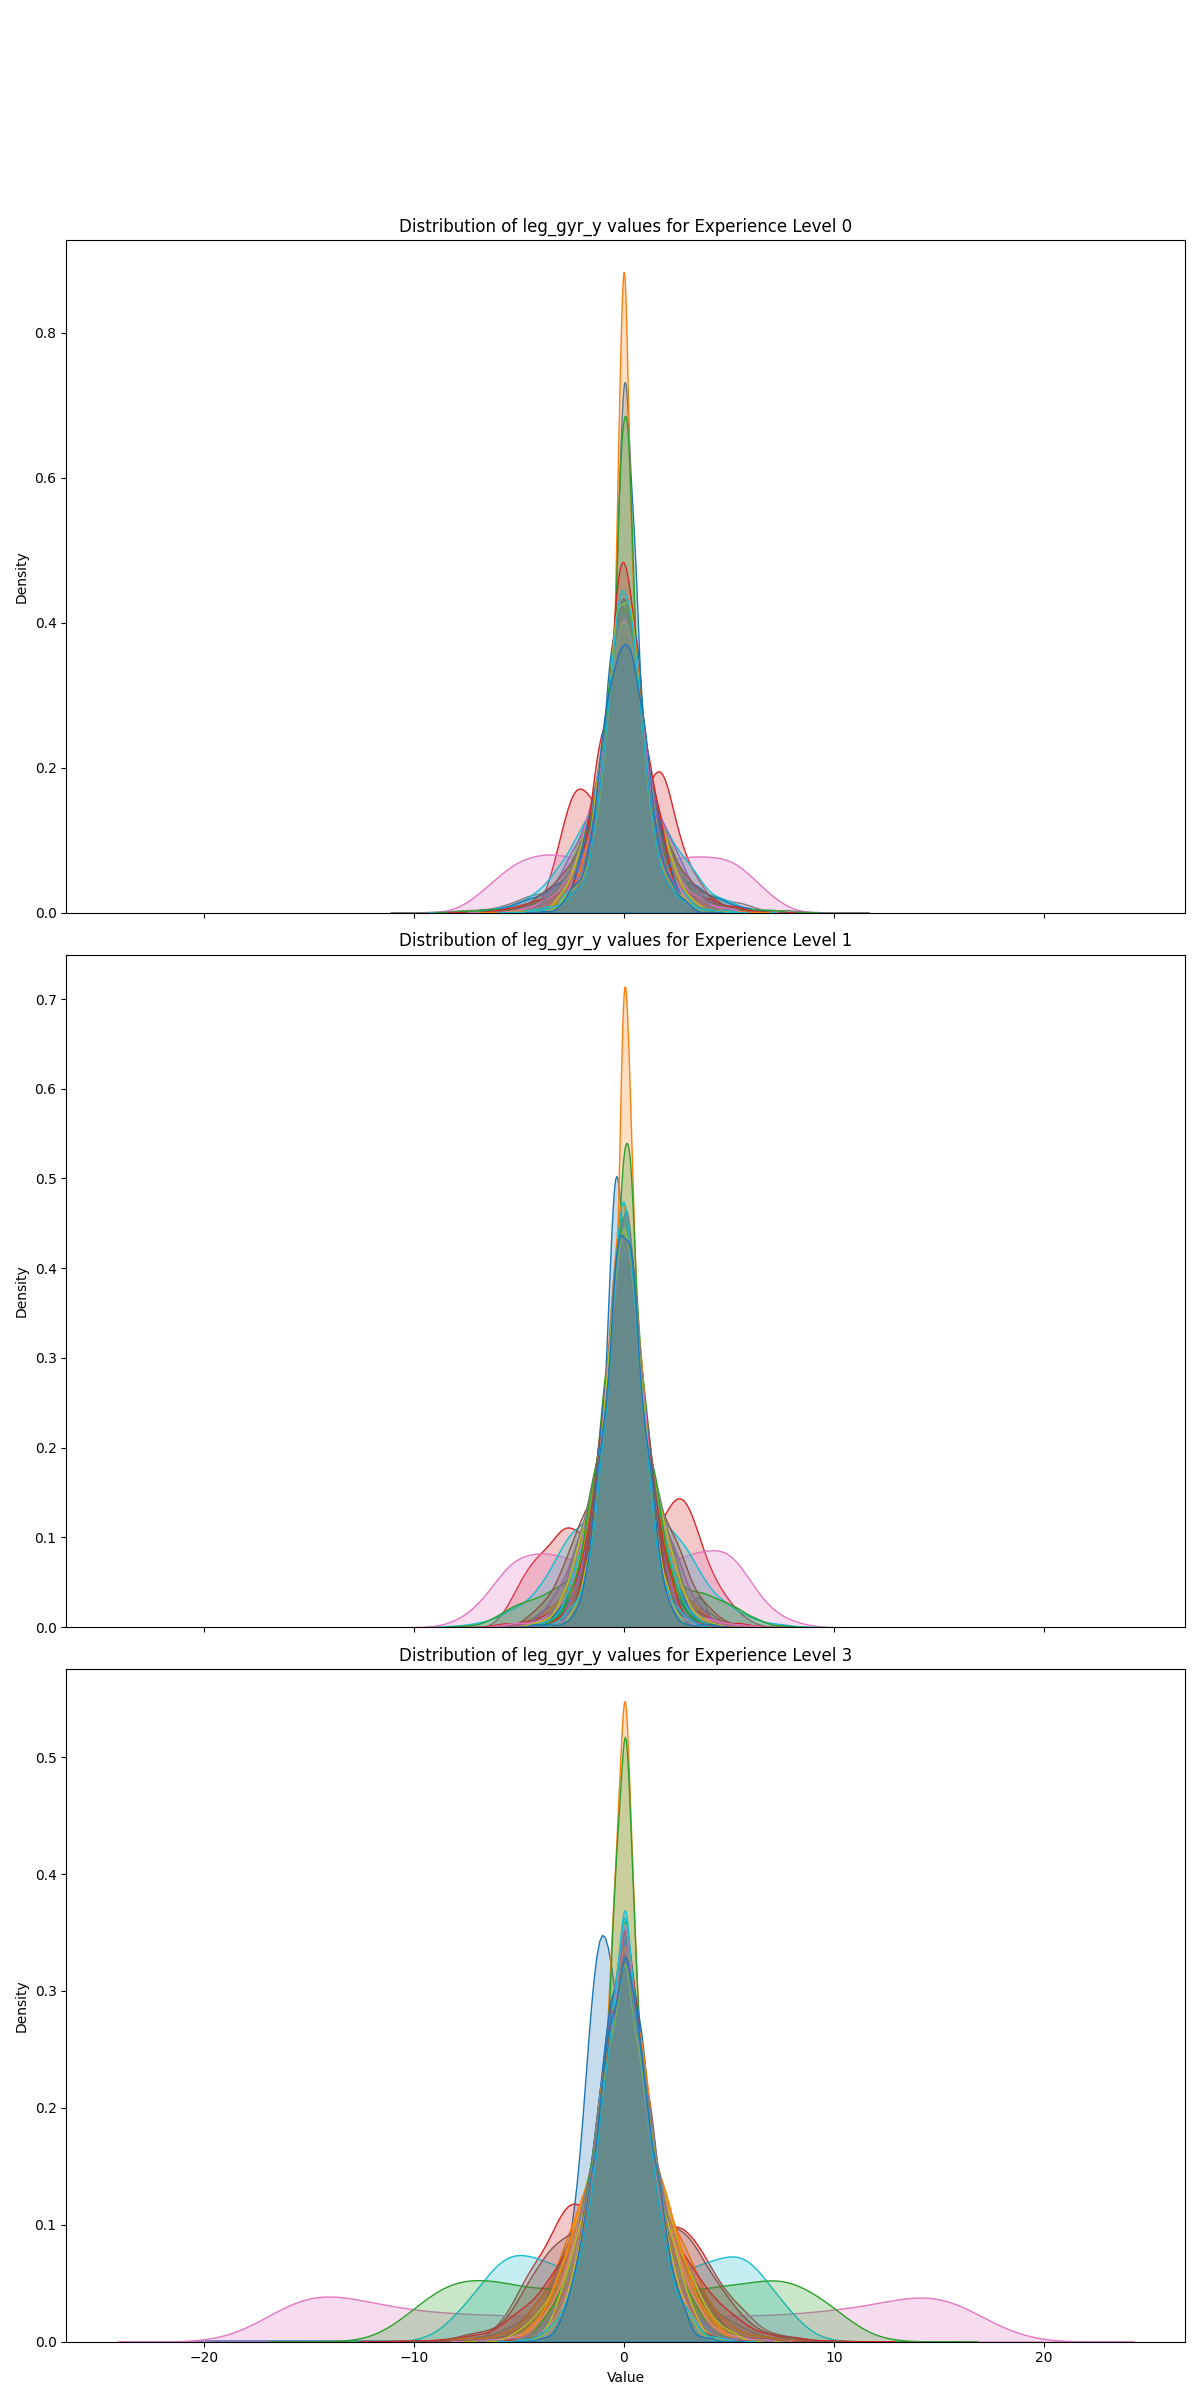 Distribution of leg_gyr_y values for Experience Level 0
Density
0.8
0.6
0.4
0.2
0.0
Distribution of leg_gyr_y values for Experience Level 1
Density
0.7
0.6
0.5
0.4
0.3
0.2
0.1
0.0
Distribution of leg_gyr_y values for Experience Level 3
Density
0.5
0.4
0.3
0.2
0.1
0.0
−20 −10 0 10 20
Value